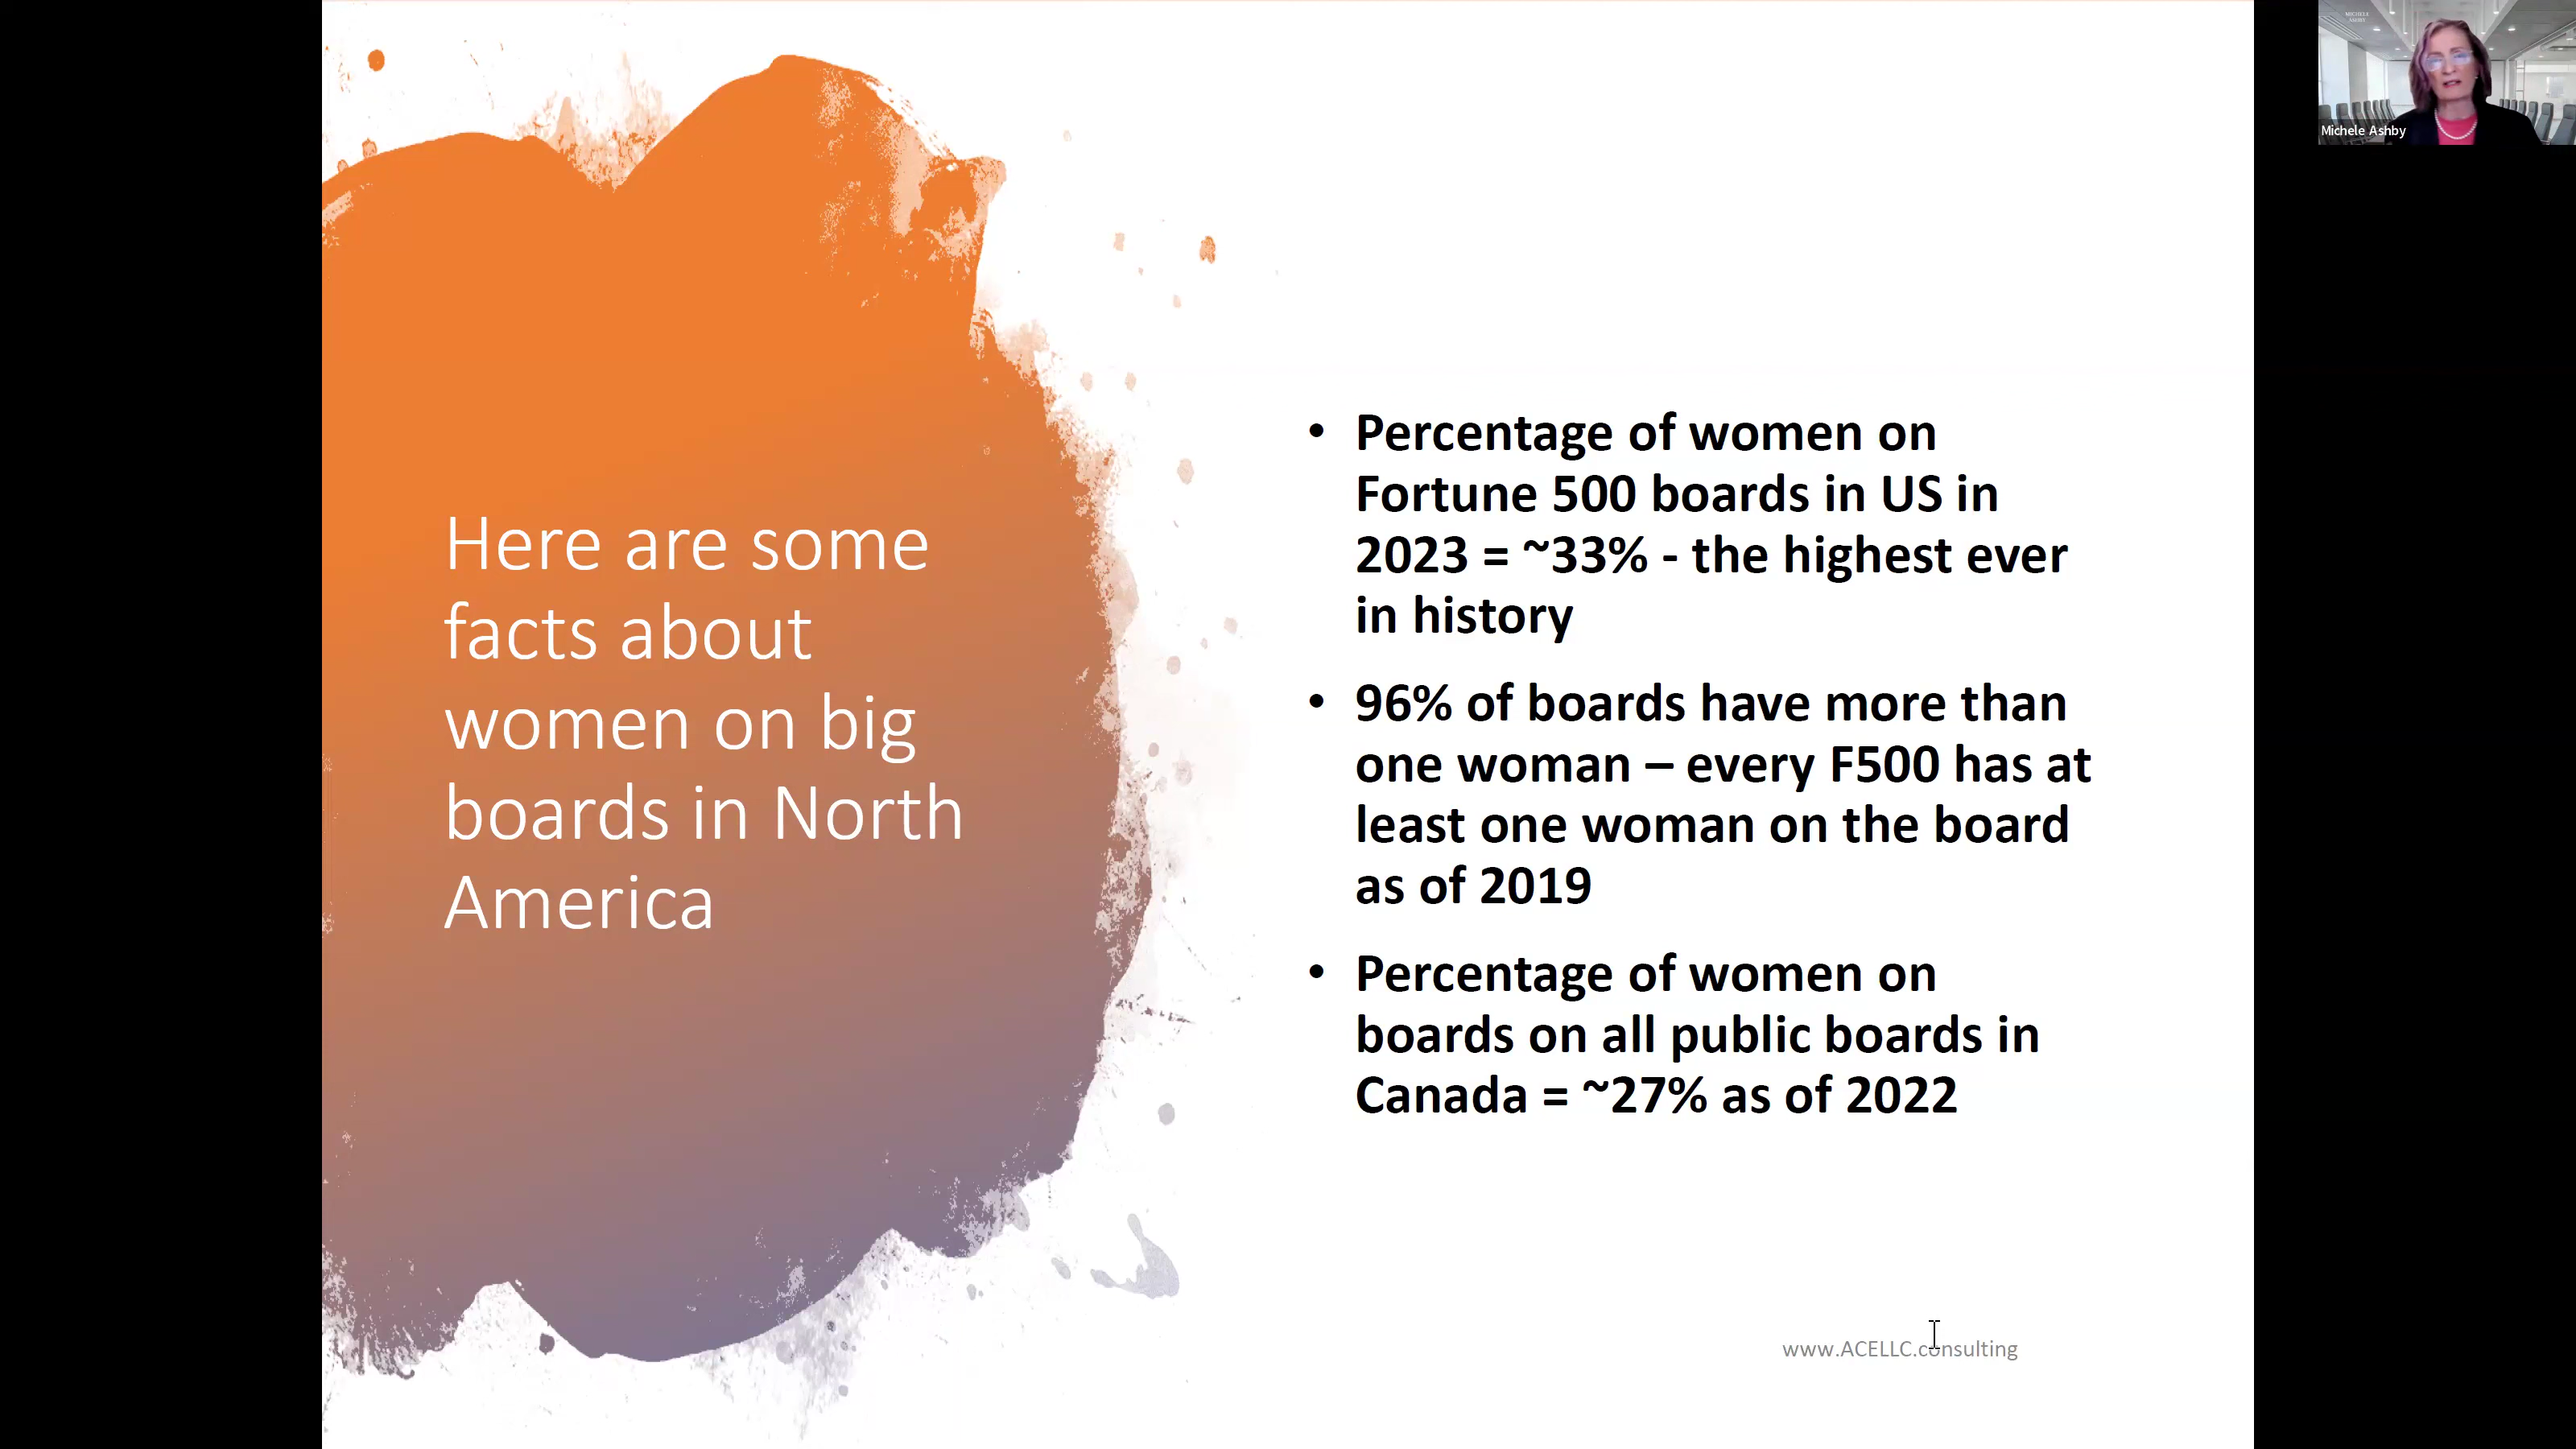 Here are some
facts about
women on big
boards in North
America
• Percentage of women on
Fortune 500 boards in US in
2023 = ~33% - the highest ever
in history
• 96% of boards have more than
one woman – every F500 has at
least one woman on the board
as of 2019
• Percentage of women on
boards on all public boards in
Canada = ~27% as of 2022
www.ACELLC.consulting
MICHELE
ASHBY
Michele Ashby